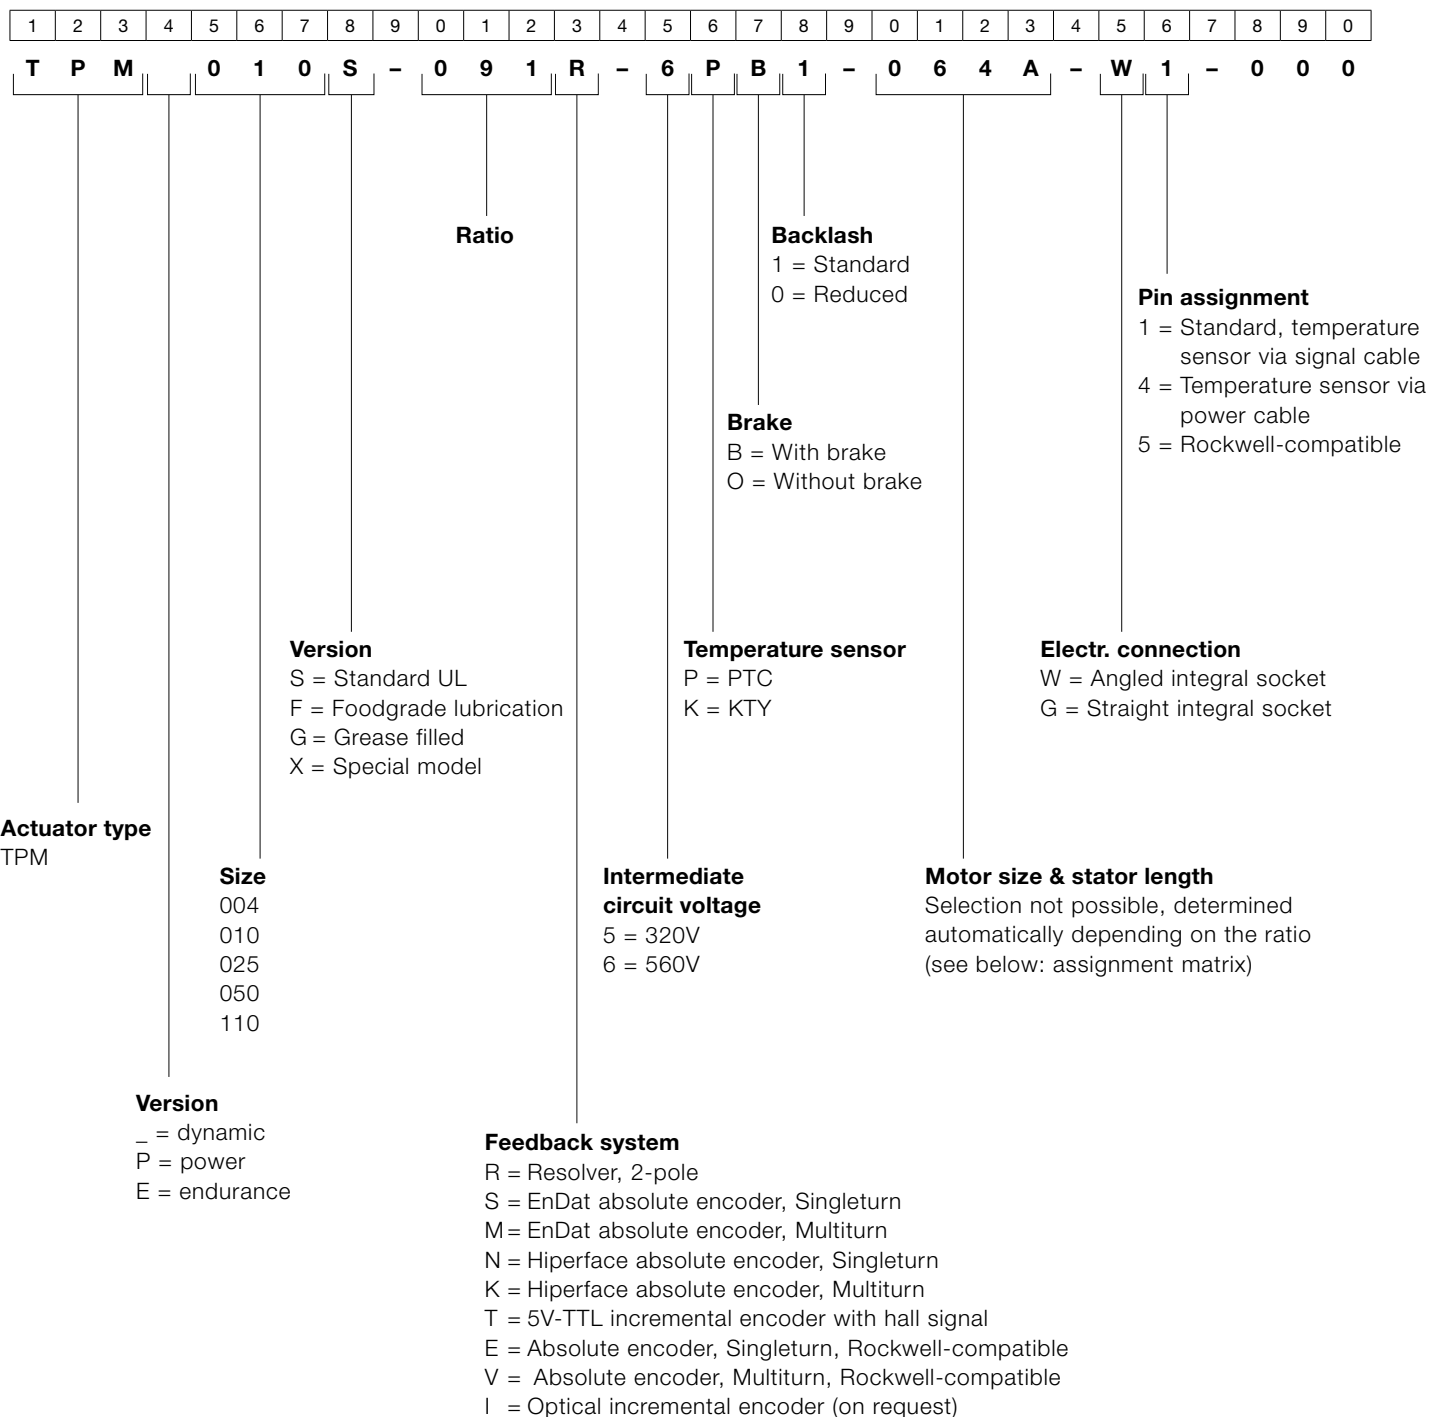 1 2 3 4 5 6 7 8 9 0 1 2 3 4 5 6 7 8 9 0 1 2 3 4 5 6 7 8 9 0
T P M 0 1 0 S – 0 9 1 R – 6 P B 1 – 0 6 4 A – W 1 – 0 0 0
Ratio
Backlash
1 = Standard
0 = Reduced
Pin assignment
1 = Standard, temperature
sensor via signal cable
4 = Temperature sensor via
power cable
5 = Rockwell-compatible
Brake
B = With brake
O = Without brake
Version
S = Standard UL
F = Foodgrade lubrication
G = Grease filled
X = Special model
Temperature sensor
P = PTC
K = KTY
Electr. connection
W = Angled integral socket
G = Straight integral socket
Actuator type
TPM
Size
004
010
025
050
110
Intermediate
circuit voltage
5 = 320V
6 = 560V
Motor size & stator length
Selection not possible, determined
automatically depending on the ratio
(see below: assignment matrix)
Version
_ = dynamic
P = power
E = endurance
Feedback system
R = Resolver, 2-pole
S = EnDat absolute encoder, Singleturn
M = EnDat absolute encoder, Multiturn
N = Hiperface absolute encoder, Singleturn
K = Hiperface absolute encoder, Multiturn
T = 5V-TTL incremental encoder with hall signal
E = Absolute encoder, Singleturn, Rockwell-compatible
V = Absolute encoder, Multiturn, Rockwell-compatible
I = Optical incremental encoder (on request)